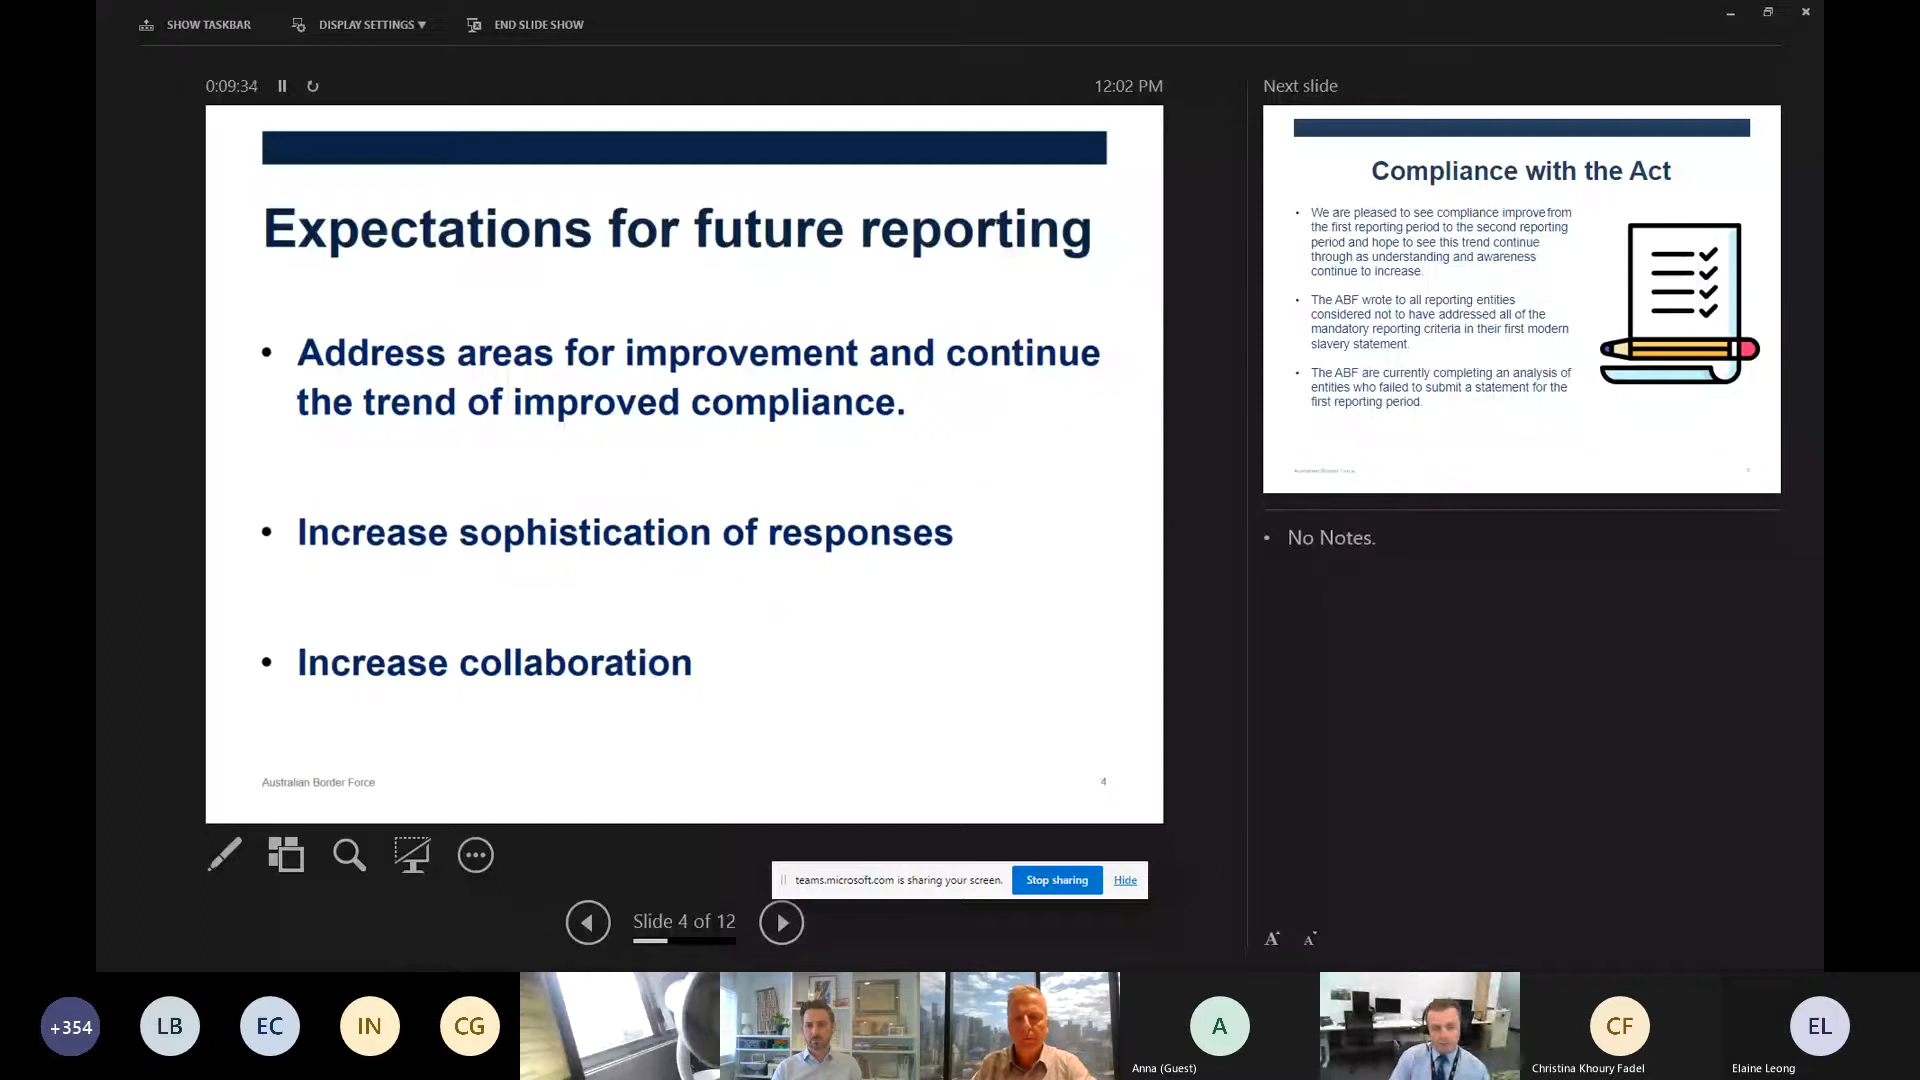 SHOW TASKBAR
DISPLAY SETTINGS ▼
END SLIDE SHOW
0:09:34
12:02 PM
Expectations for future reporting
• Address areas for improvement and continue
the trend of improved compliance.
• Increase sophistication of responses
• Increase collaboration
Australian Border Force
4
Next slide
Compliance with the Act
• We are pleased to see compliance improve from
the first reporting period to the second reporting
period and hope to see this trend continue
through as understanding and awareness
continue to increase.
• The ABF wrote to all reporting entities
considered not to have addressed all of the
mandatory reporting criteria in their first modern
slavery statement.
• The ABF are currently completing an analysis of
entities who failed to submit a statement for the
first reporting period.
Australian Border Force
5
• No Notes.
teams.microsoft.com is sharing your screen.
Stop sharing
Hide
Slide 4 of 12
A
A
+354
LB
EC
IN
CG
A
Anna (Guest)
CF
Christina Khoury Fadel
EL
Elaine Leong